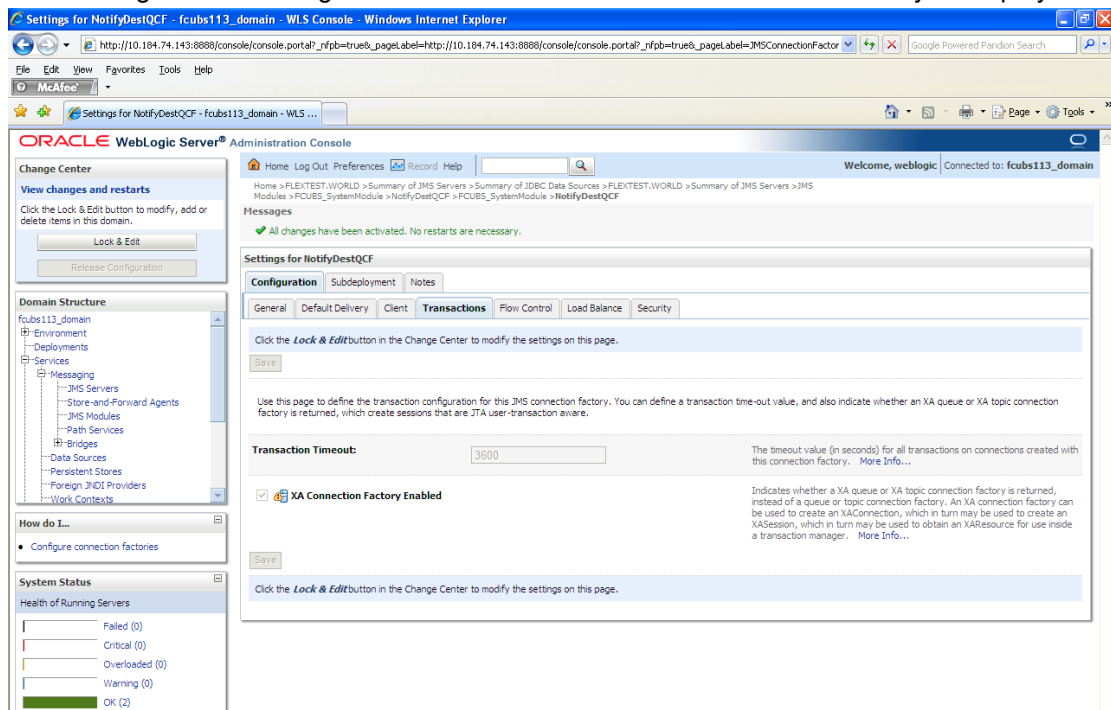 Settings for NotifyDestQCF - fcubs113_domain - WLS Console - Windows Internet Explorer
http://10.184.74.143:8888/console/console.portal?_nfpb=true&_pageLabel=http://10.184.74.143:8888/console/console.portal?_nfpb=true&_pageLabel=JMSConnectionFactor
Google Powered Pandion Search
File Edit View Favorites Tools Help
McAfee
Settings for NotifyDestQCF - fcubs113_domain - WLS ...
Page Tools
ORACLE WebLogic Server® Administration Console
Change Center
View changes and restarts
Click the Lock & Edit button to modify, add or
delete items in this domain.
Lock & Edit
Release Configuration
Domain Structure
fcubs113_domain
Environment
Deployments
Services
Messaging
JMS Servers
Store-and-Forward Agents
JMS Modules
Path Services
Bridges
Data Sources
Persistent Stores
Foreign JNDI Providers
Work Contexts
How do I...
Configure connection factories
System Status
Health of Running Servers
Failed (0)
Critical (0)
Overloaded (0)
Warning (0)
OK (2)
Home Log Out Preferences Record Help
Welcome, weblogic Connected to: fcubs113_domain
Home >FLEXTEST.WORLD >Summary of JMS Servers >Summary of JDBC Data Sources >FLEXTEST.WORLD >Summary of JMS Servers >JMS
Modules >FCUBS_SystemModule >NotifyDestQCF >FCUBS_SystemModule >NotifyDestQCF
Messages
All changes have been activated. No restarts are necessary.
Settings for NotifyDestQCF
Configuration Subdeployment Notes
General Default Delivery Client Transactions Flow Control Load Balance Security
Click the Lock & Edit button in the Change Center to modify the settings on this page.
Save
Use this page to define the transaction configuration for this JMS connection factory. You can define a transaction time-out value, and also indicate whether an XA queue or XA topic connection
factory is returned, which create sessions that are JTA user-transaction aware.
Transaction Timeout:
3600
The timeout value (in seconds) for all transactions on connections created with
this connection factory. More Info...
XA Connection Factory Enabled
Indicates whether a XA queue or XA topic connection factory is returned,
instead of a queue or topic connection factory. An XA connection factory can
be used to create an XAConnection, which in turn may be used to create an
XASession, which in turn may be used to obtain an XAResource for use inside
a transaction manager. More Info...
Save
Click the Lock & Edit button in the Change Center to modify the settings on this page.